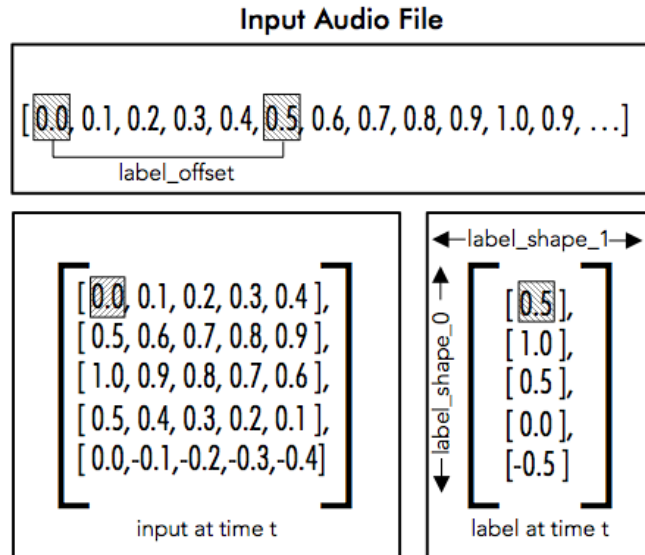 Input Audio File
[ 0.0, 0.1, 0.2, 0.3, 0.4, 0.5, 0.6, 0.7, 0.8, 0.9, 1.0, 0.9, ...]
label_offset
[ 0.0, 0.1, 0.2, 0.3, 0.4 ],
[ 0.5, 0.6, 0.7, 0.8, 0.9 ],
[ 1.0, 0.9, 0.8, 0.7, 0.6 ],
[ 0.5, 0.4, 0.3, 0.2, 0.1 ],
[ 0.0,-0.1,-0.2,-0.3,-0.4]
input at time t
label_shape_1
label_shape_0
[ 0.5 ],
[ 1.0 ],
[ 0.5 ],
[ 0.0 ],
[-0.5 ]
label at time t